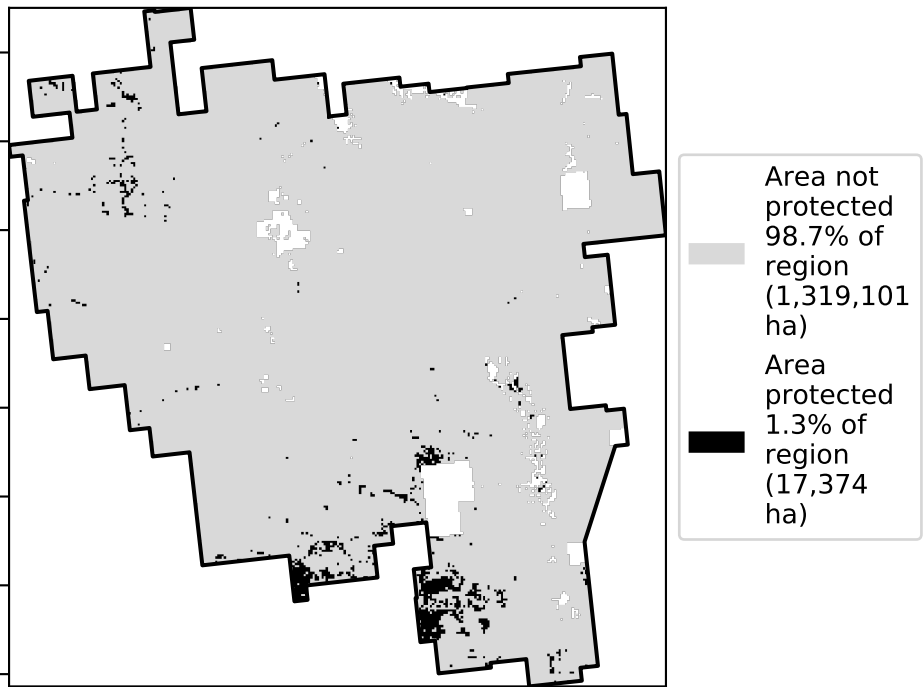 Area not
protected
98.7% of
region
(1,319,101
ha)
Area
protected
1.3% of
region
(17,374
ha)